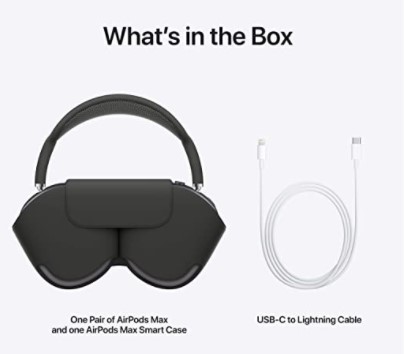 What's in the Box
One Pair of AirPods Max
and one AirPods Max Smart Case
USB-C to Lightning Cable